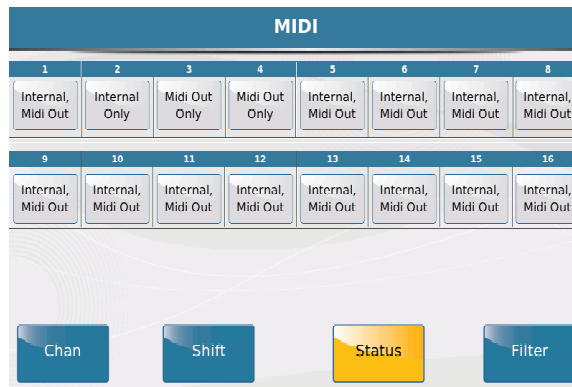 MIDI
1 2 3 4 5 6 7 8
Internal, Internal Midi Out Midi Out Internal, Internal, Internal, Internal,
Midi Out Only Only Only Midi Out Midi Out Midi Out Midi Out
9 10 11 12 13 14 15 16
Internal, Internal, Internal, Internal, Internal, Internal, Internal, Internal,
Midi Out Midi Out Midi Out Midi Out Midi Out Midi Out Midi Out Midi Out
Chan Shift Status Filter